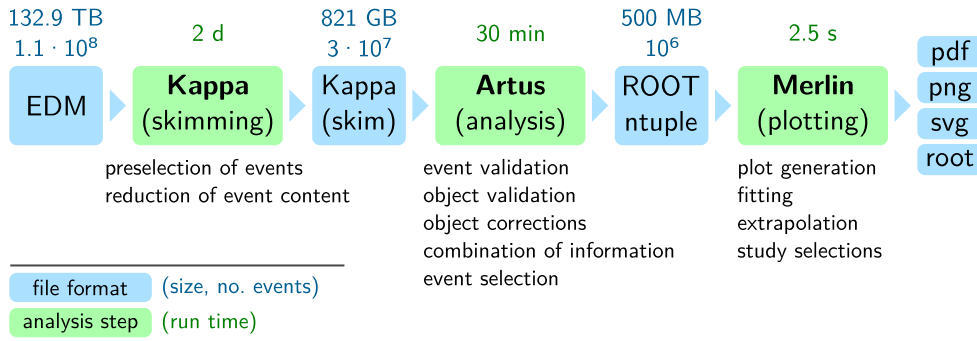 132.9 TB
1.1 · 10⁸
2 d
821 GB
3 · 10⁷
30 min
500 MB
10⁶
2.5 s
EDM
Kappa
(skimming)
Kappa
(skim)
Artus
(analysis)
ROOT
ntuple
Merlin
(plotting)
pdf
png
svg
root
preselection of events
reduction of event content
event validation
object validation
object corrections
combination of information
event selection
plot generation
fitting
extrapolation
study selections
file format (size, no. events)
analysis step (run time)